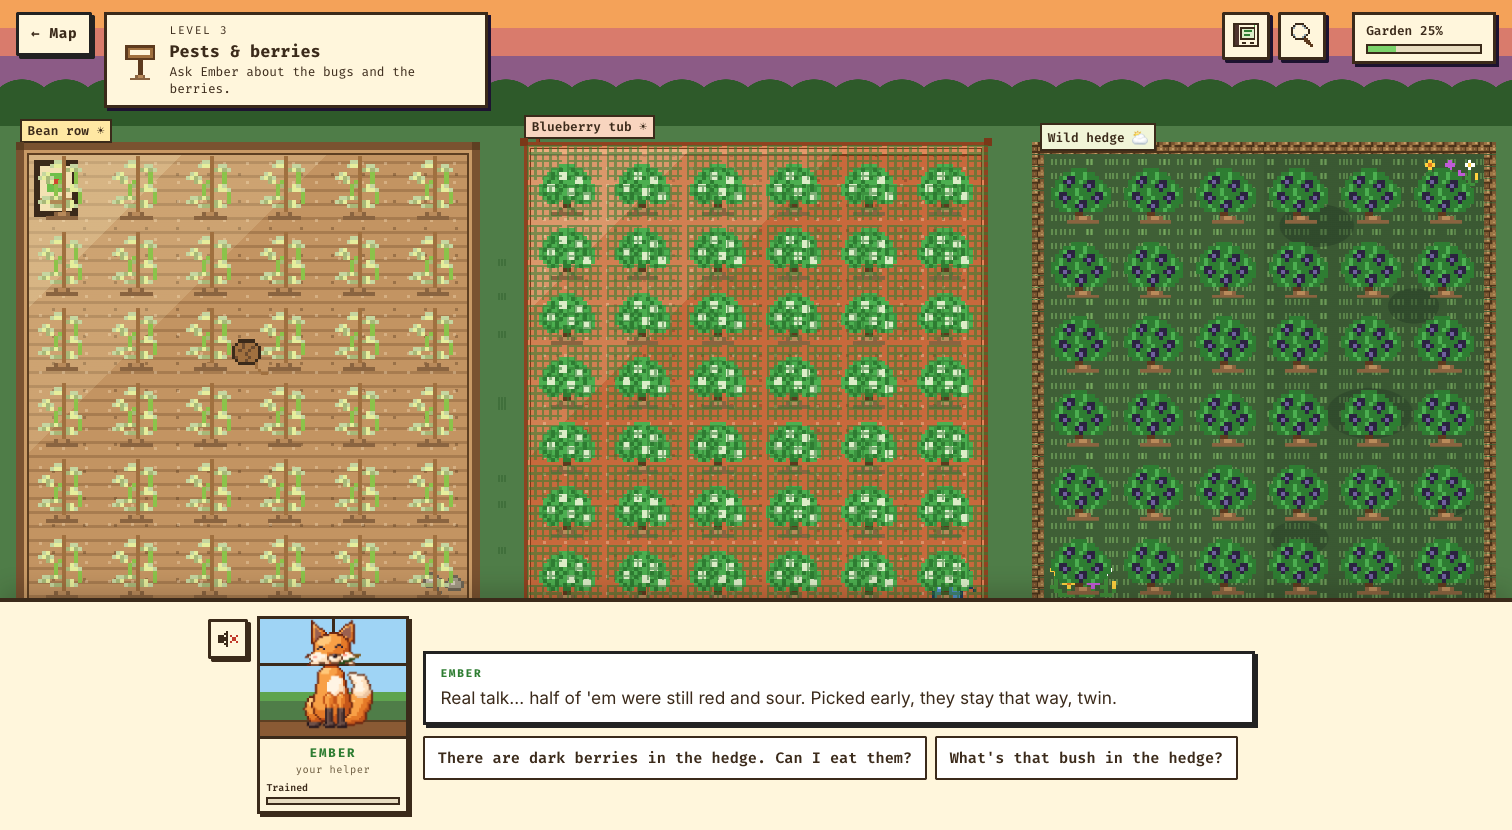 ← Map
LEVEL 3
Pests & berries
Ask Ember about the bugs and the
berries.
Garden 25%
Bean row ☀
Blueberry tub ☀
Wild hedge ⛅
EMBER
Real talk... half of 'em were still red and sour. Picked early, they stay that way, twin.
EMBER
your helper
Trained
There are dark berries in the hedge. Can I eat them?
What's that bush in the hedge?